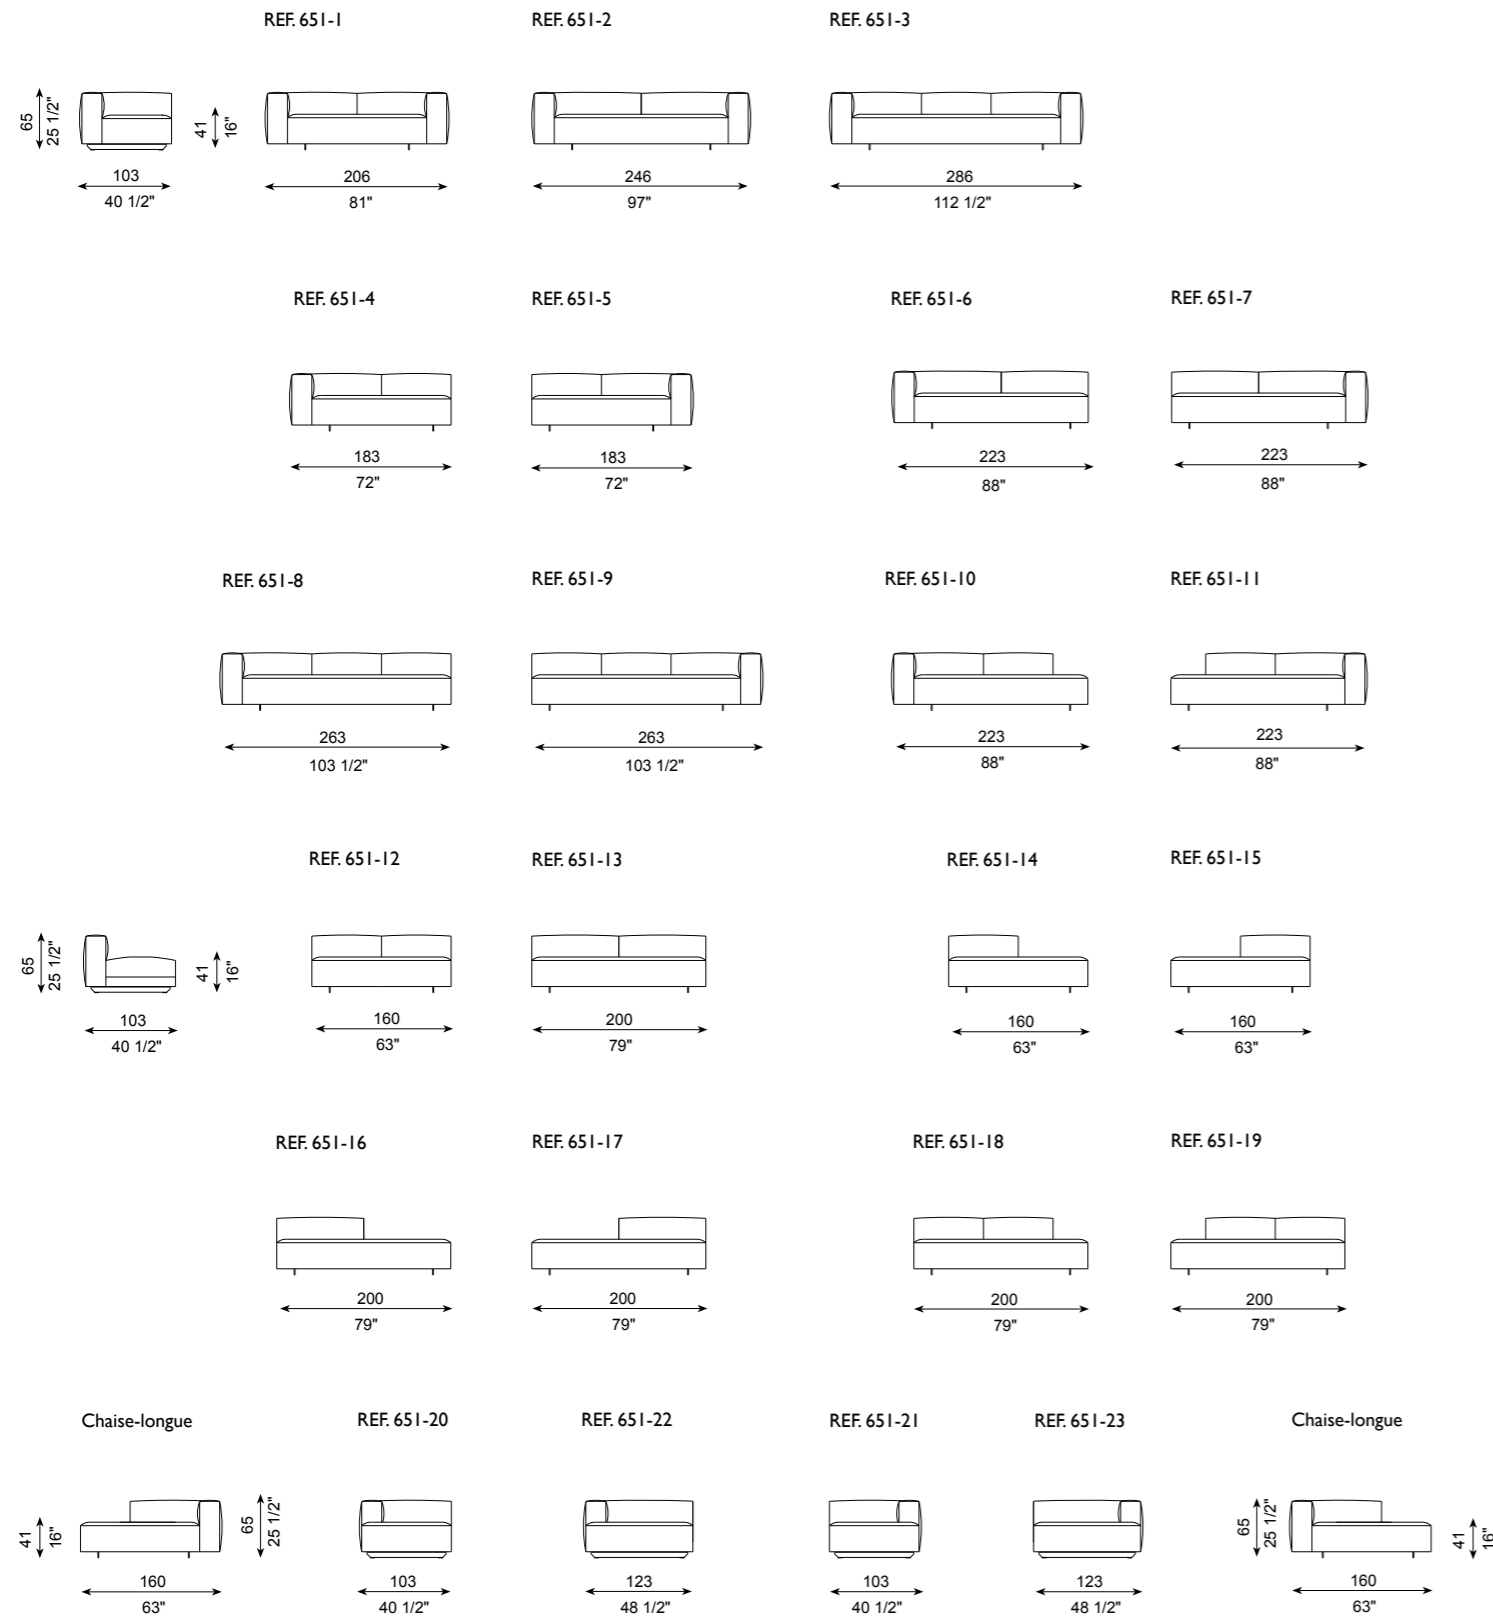 REF. 651-1
REF. 651-2
REF. 651-3
65
25 1/2"
41
16"
103
40 1/2"
206
81"
246
97"
286
112 1/2"
REF. 651-4
REF. 651-5
REF. 651-6
REF. 651-7
183
72"
183
72"
223
88"
223
88"
REF. 651-8
REF. 651-9
REF. 651-10
REF. 651-11
263
103 1/2"
263
103 1/2"
223
88"
223
88"
REF. 651-12
REF. 651-13
REF. 651-14
REF. 651-15
65
25 1/2"
41
16"
103
40 1/2"
160
63"
200
79"
160
63"
160
63"
REF. 651-16
REF. 651-17
REF. 651-18
REF. 651-19
200
79"
200
79"
200
79"
200
79"
Chaise-longue
REF. 651-20
REF. 651-22
REF. 651-21
REF. 651-23
Chaise-longue
41
16"
65
25 1/2"
65
25 1/2"
41
16"
160
63"
103
40 1/2"
123
48 1/2"
103
40 1/2"
123
48 1/2"
160
63"